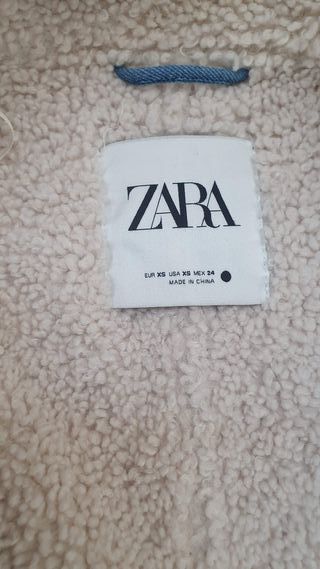 ZARA
EUR XS USA XS MEX 24
MADE IN CHINA